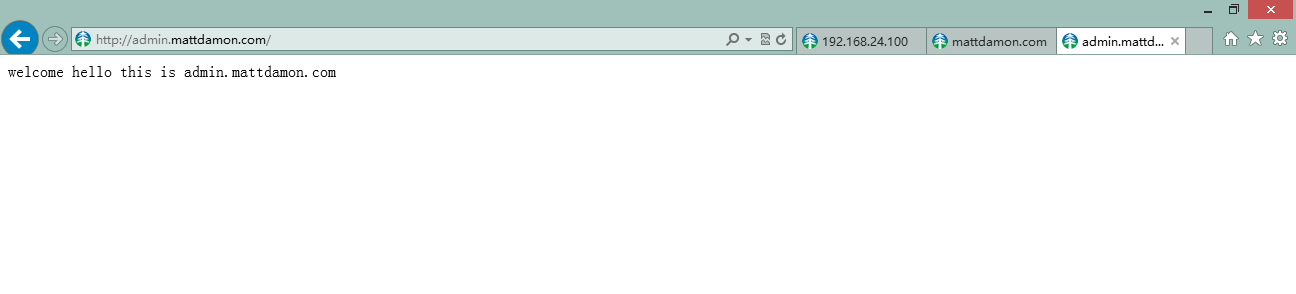 http://admin.mattdamon.com/
192.168.24.100
mattdamon.com
admin.mattd...
welcome hello this is admin.mattdamon.com